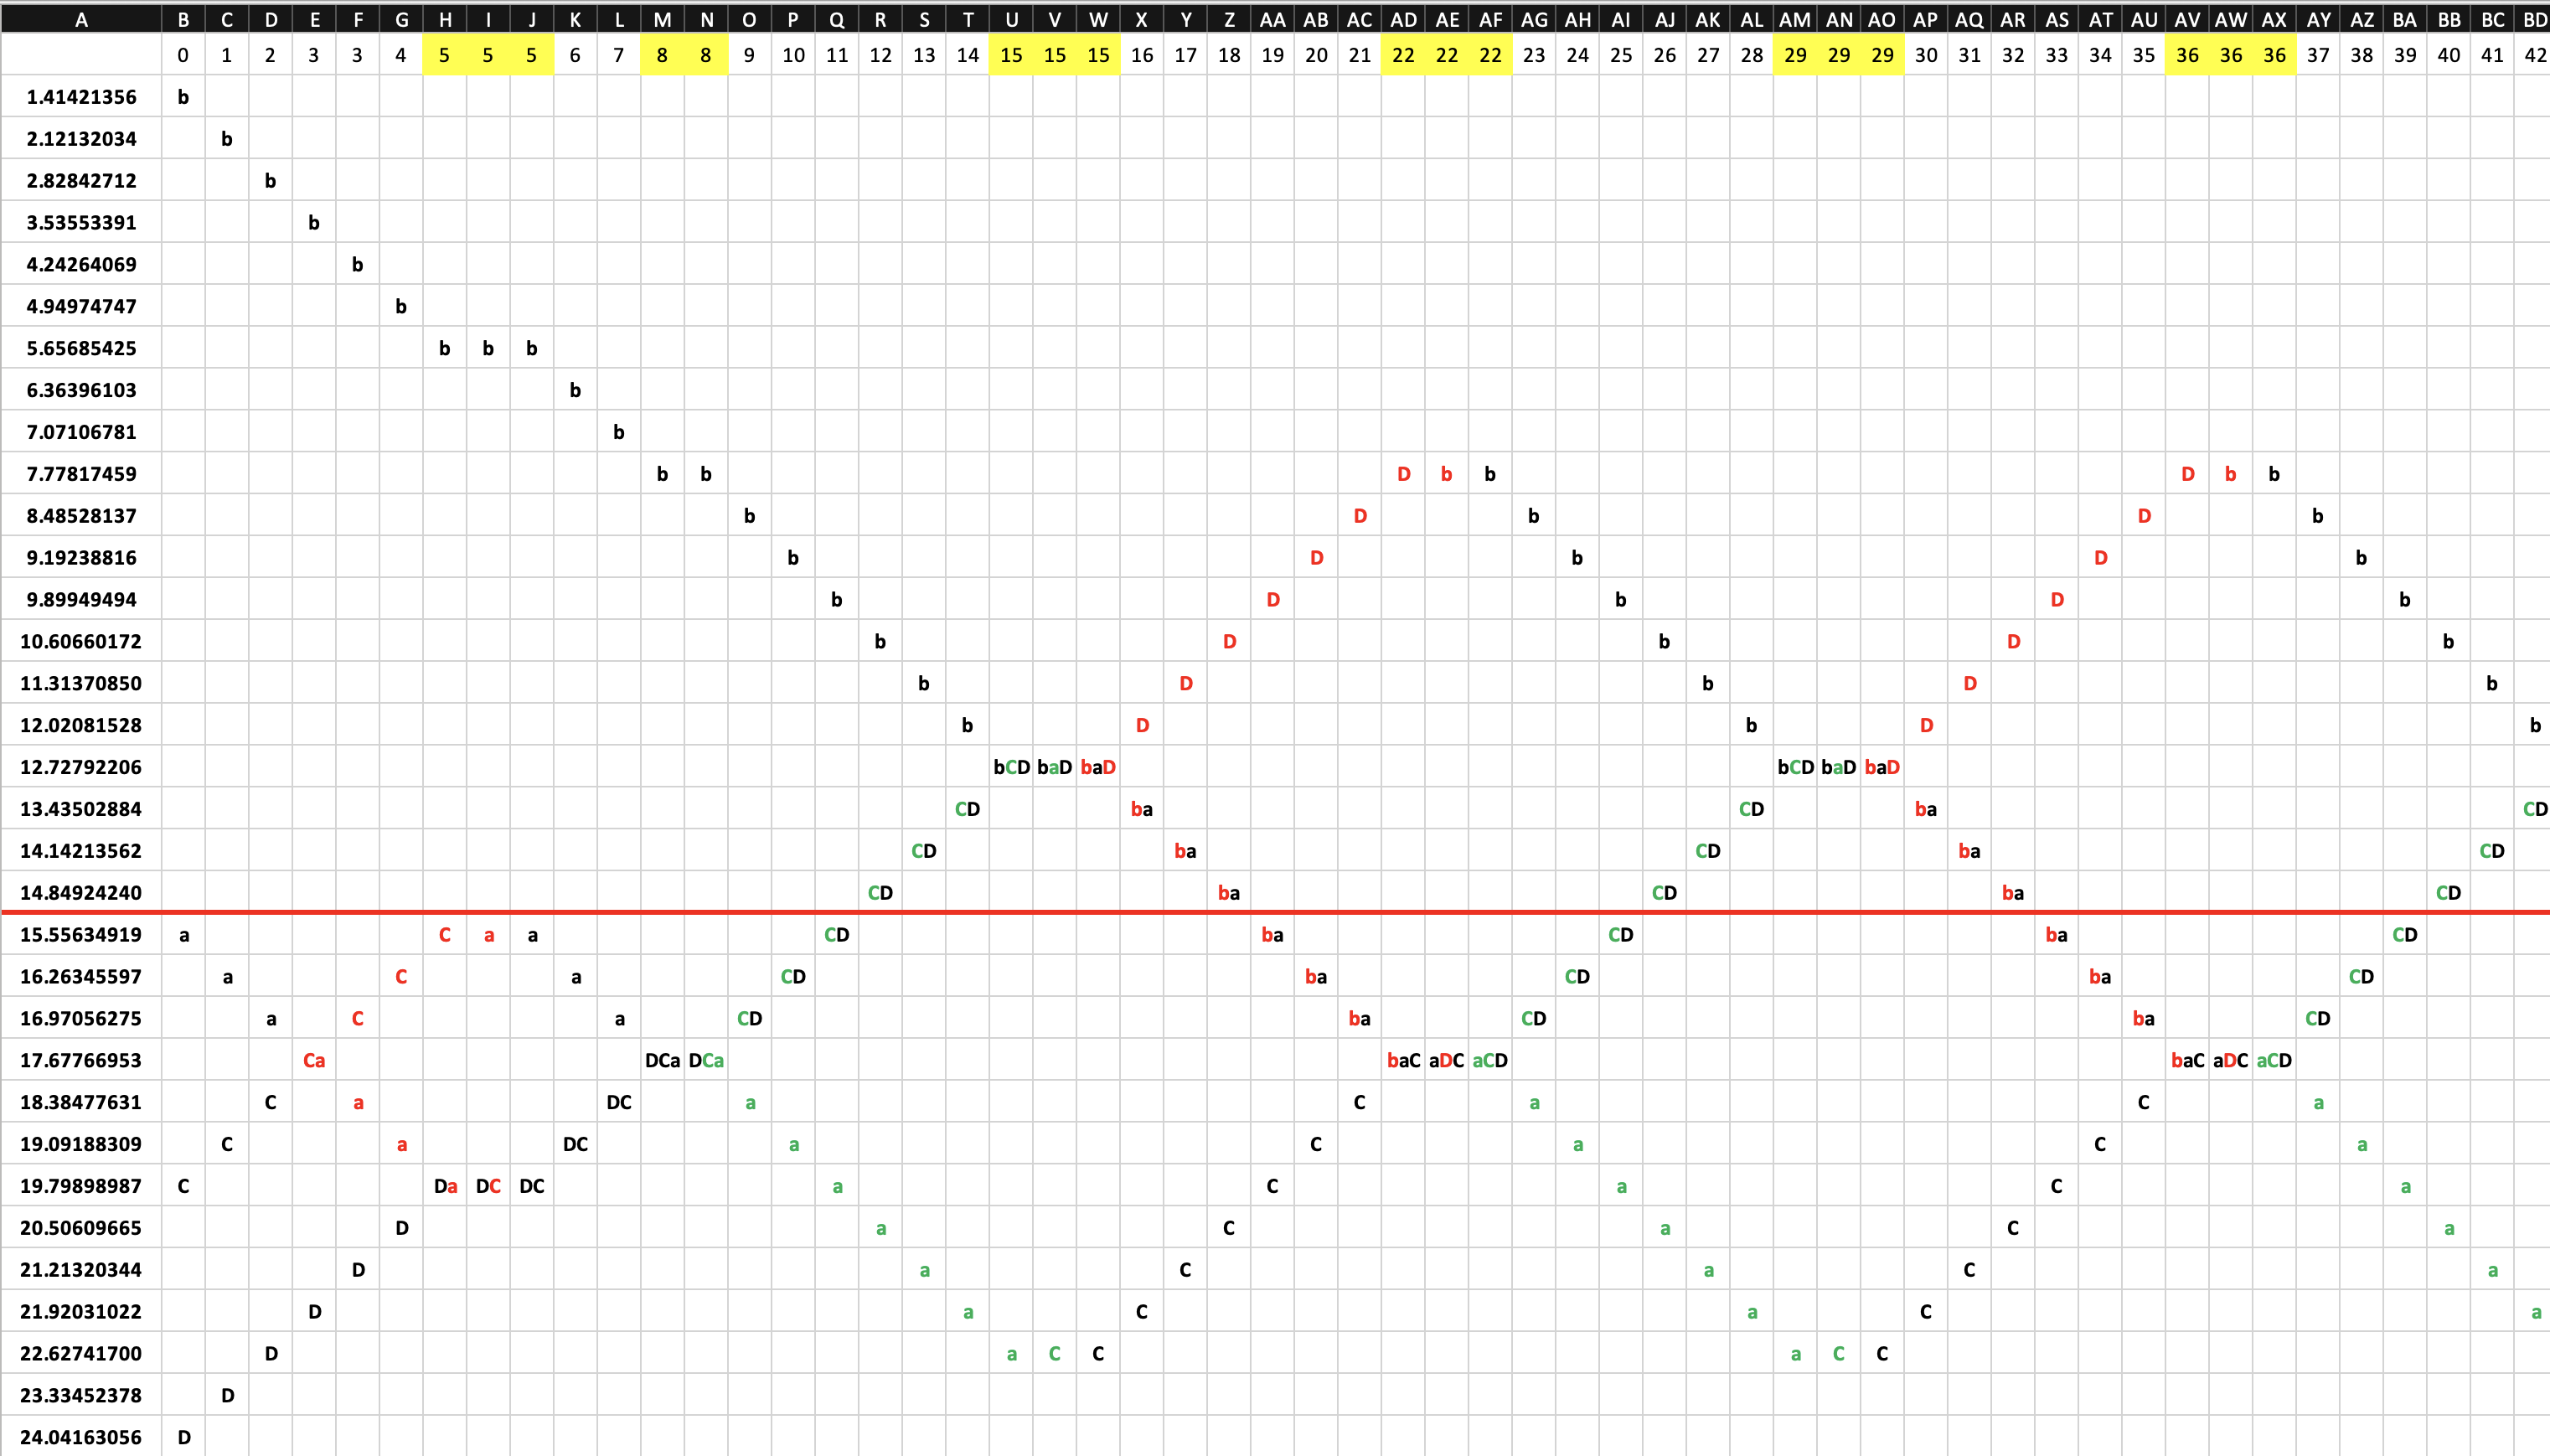 A B C D E F G H I J K L M N O P Q R S T U V W X Y Z AA AB AC AD AE AF AG AH AI AJ AK AL AM AN AO AP AQ AR AS AT AU AV AW AX AY AZ BA BB BC BD
0 1 2 3 3 4 5 5 5 6 7 8 8 9 10 11 12 13 14 15 15 15 16 17 18 19 20 21 22 22 22 23 24 25 26 27 28 29 29 29 30 31 32 33 34 35 36 36 36 37 38 39 40 41 42
1.41421356 b
2.12132034 b
2.82842712 b
3.53553391 b
4.24264069 b
4.94974747 b
5.65685425 b b b
6.36396103 b
7.07106781 b
7.77817459 b b D b b D b b
8.48528137 b D b D b
9.19238816 b D b D b
9.89949494 b D b D b
10.60660172 b D b D b
11.31370850 b D b D b
12.02081528 b D b D b
12.72792206 bCD baD baD bCD baD baD
13.43502884 CD ba CD ba CD
14.14213562 CD ba CD ba CD
14.84924240 CD ba CD ba CD
15.55634919 a C a a CD ba CD ba CD
16.26345597 a C a CD ba CD ba CD
16.97056275 a C a CD ba CD ba CD
17.67766953 Ca DCa DCa baC aDC aCD baC aDC aCD
18.38477631 C a DC a C a C a
19.09188309 C a DC a C a C a
19.79898987 C Da DC DC a C a C a
20.50609665 D a C a C a
21.21320344 D a C a C a
21.92031022 D a C a C a
22.62741700 D a C C a C C
23.33452378 D
24.04163056 D